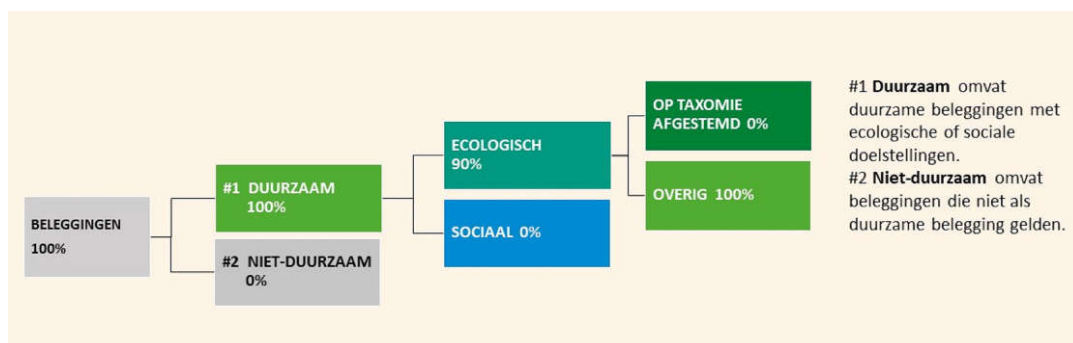 BELEGGINGEN
100%
#1 DUURZAAM
100%
#2 NIET-DUURZAAM
0%
ECOLOGISCH
90%
SOCIAAL 0%
OP TAXOMIE
AFGESTEMD 0%
OVERIG 100%
#1 Duurzaam omvat
duurzame beleggingen met
ecologische of sociale
doelstellingen.
#2 Niet-duurzaam omvat
beleggingen die niet als
duurzame belegging gelden.